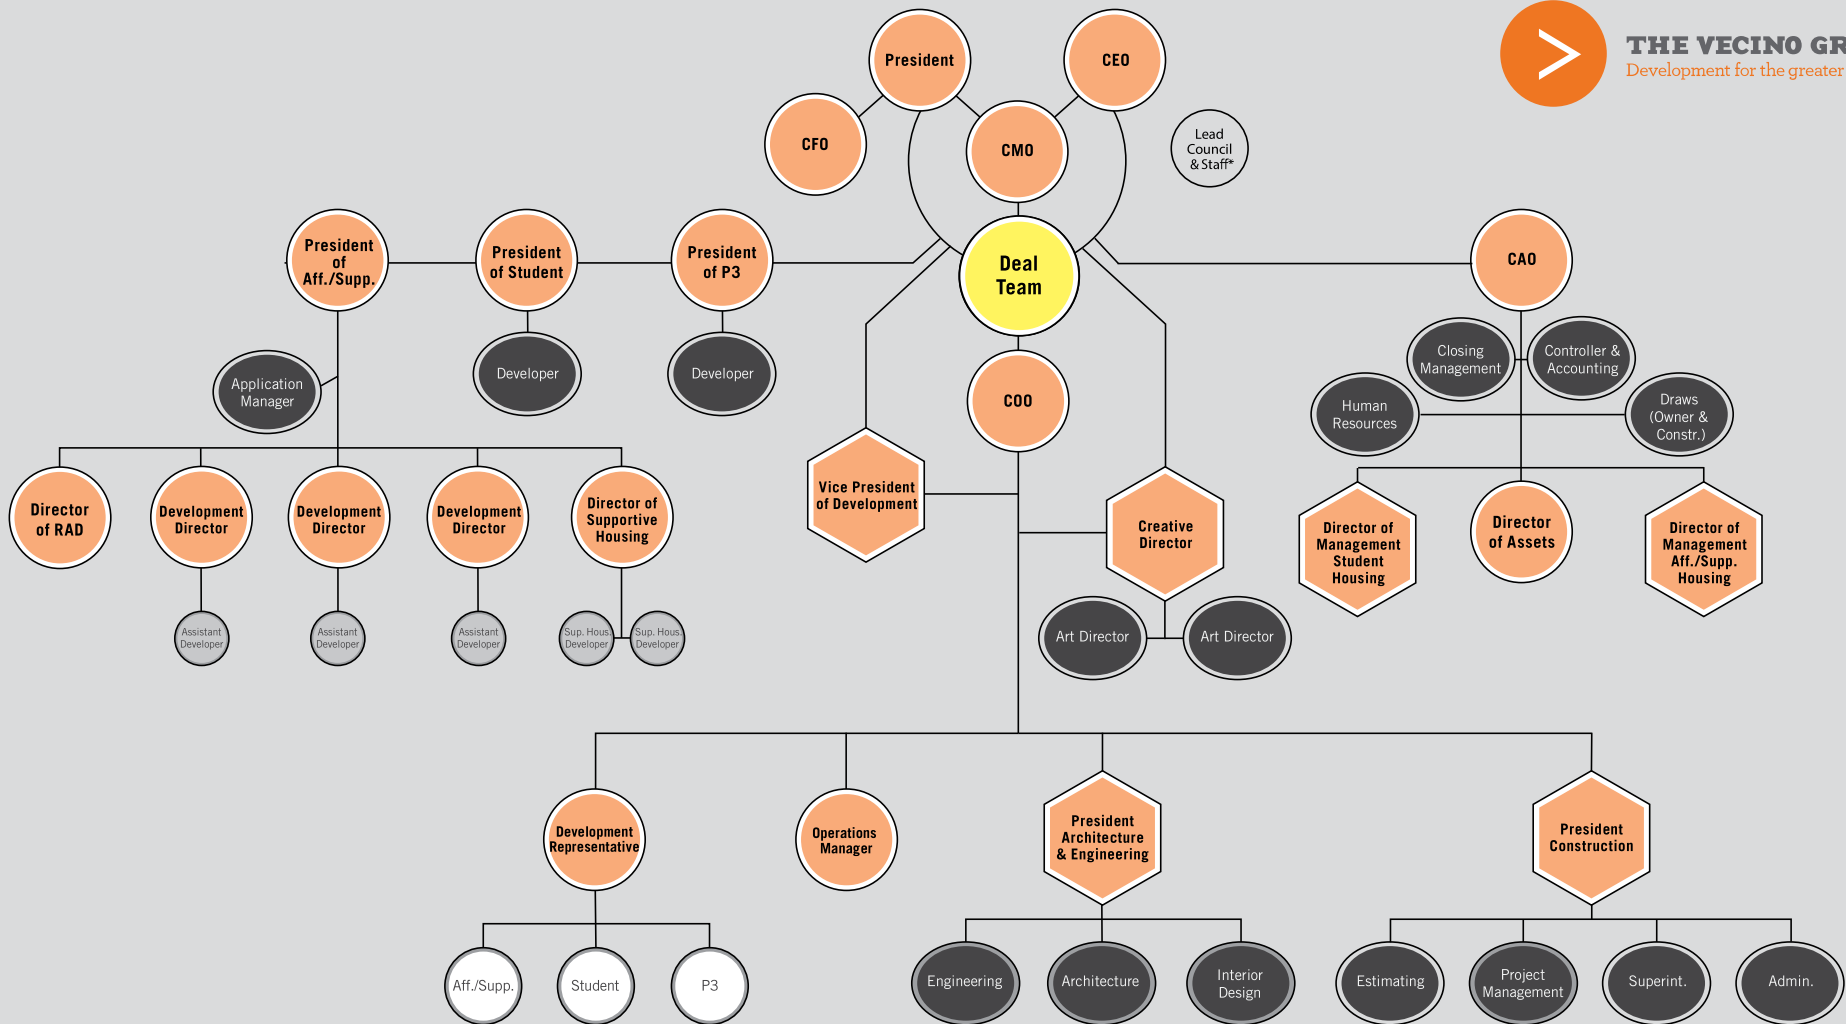 President
CEO
THE VECINO GR
Development for the greater
CFO
CMO
Lead
Council
& Staff*
President
of
Aff./Supp.
President
of Student
President
of P3
Deal
Team
CAO
Application
Manager
Developer
Developer
COO
Closing
Management
Controller &
Accounting
Human
Resources
Draws
(Owner &
Constr.)
Director
of RAD
Development
Director
Development
Director
Development
Director
Director of
Supportive
Housing
Vice President
of Development
Creative
Director
Director of
Management
Student
Housing
Director
of Assets
Director of
Management
Aff./Supp.
Housing
Assistant
Developer
Assistant
Developer
Assistant
Developer
Sup. Hous.
Developer
Sup. Hous.
Developer
Art Director
Art Director
Development
Representative
Operations
Manager
President
Architecture
& Engineering
President
Construction
Aff./Supp.
Student
P3
Engineering
Architecture
Interior
Design
Estimating
Project
Management
Superint.
Admin.